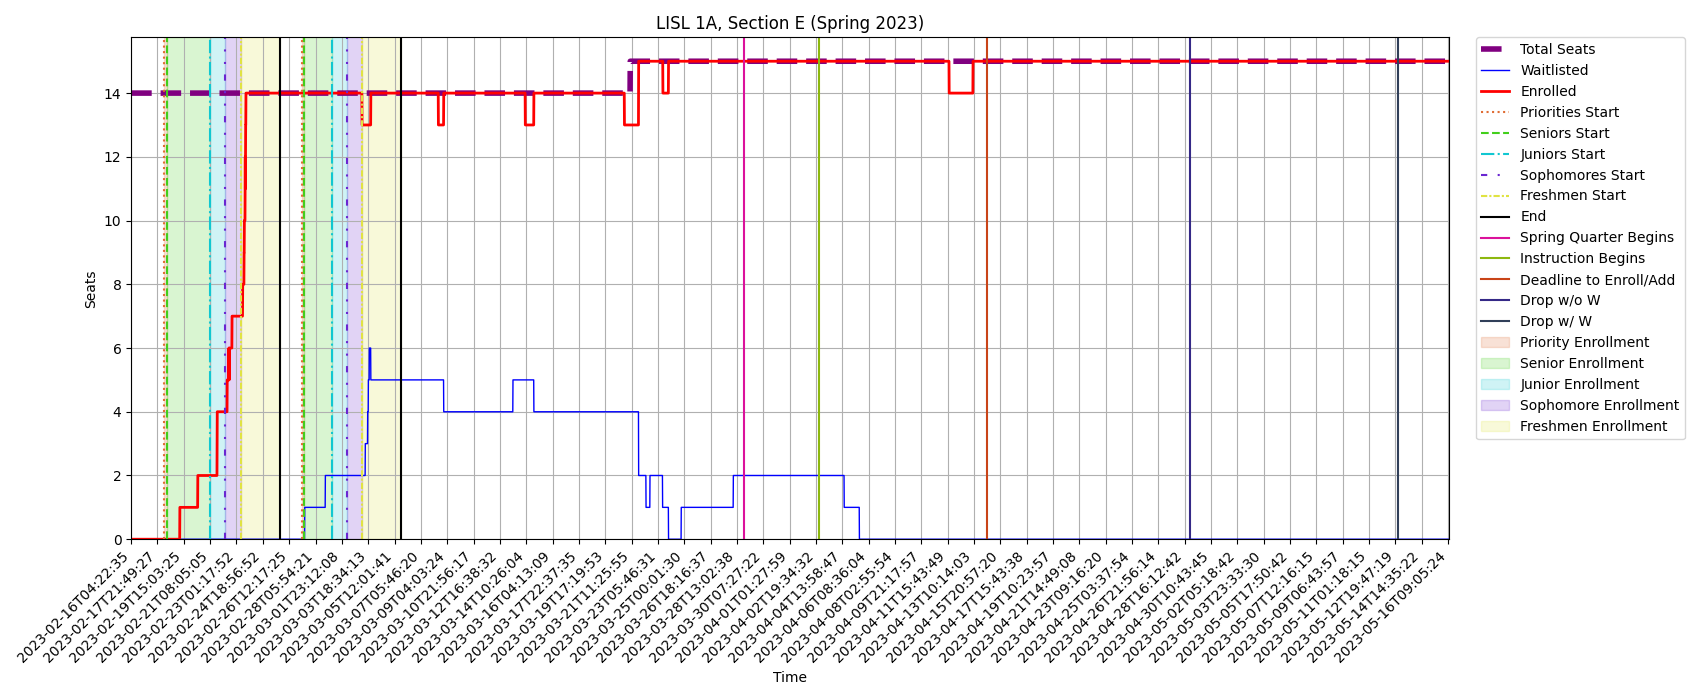 LISL 1A, Section E (Spring 2023)
Seats
14
12
10
8
6
4
2
0
2023-02-16T04:22:35
2023-02-17T21:49:27
2023-02-19T15:03:25
2023-02-21T08:05:05
2023-02-23T01:17:52
2023-02-24T18:56:52
2023-02-26T12:17:23
2023-02-28T05:54:21
2023-03-01T23:12:08
2023-03-03T18:34:13
2023-03-05T12:01:41
2023-03-07T05:46:20
2023-03-09T04:03:24
2023-03-10T21:56:17
2023-03-12T16:38:32
2023-03-14T10:26:04
2023-03-16T04:13:09
2023-03-17T22:37:35
2023-03-19T17:19:53
2023-03-21T11:25:55
2023-03-23T05:46:31
2023-03-25T00:01:30
2023-03-26T18:16:37
2023-03-28T13:02:38
2023-03-30T07:27:22
2023-04-01T01:27:59
2023-04-02T19:34:32
2023-04-04T13:58:47
2023-04-06T08:36:04
2023-04-08T02:55:54
2023-04-09T21:17:57
2023-04-11T15:43:49
2023-04-13T10:14:03
2023-04-15T20:57:20
2023-04-17T15:43:38
2023-04-19T10:23:57
2023-04-21T14:49:08
2023-04-23T09:16:20
2023-04-25T03:37:54
2023-04-26T21:56:14
2023-04-28T16:12:42
2023-04-30T10:43:45
2023-05-02T05:18:42
2023-05-03T23:33:30
2023-05-05T17:50:42
2023-05-07T12:16:15
2023-05-09T06:43:57
2023-05-11T01:18:15
2023-05-12T19:47:19
2023-05-14T14:35:22
2023-05-16T09:05:24
Time
Total Seats
Waitlisted
Enrolled
Priorities Start
Seniors Start
Juniors Start
Sophomores Start
Freshmen Start
End
Spring Quarter Begins
Instruction Begins
Deadline to Enroll/Add
Drop w/o W
Drop w/ W
Priority Enrollment
Senior Enrollment
Junior Enrollment
Sophomore Enrollment
Freshmen Enrollment